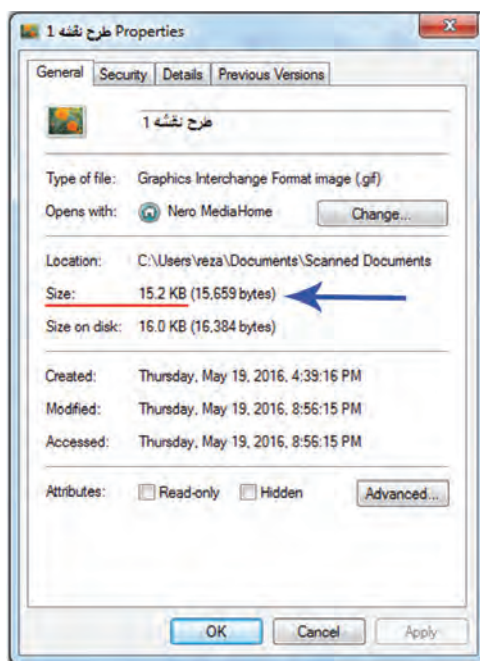 طرح نقشه 1 Properties
General Security Details Previous Versions
طرح نقشه 1
Type of file: Graphics Interchange Format image (.gif)
Opens with: Nero MediaHome Change...
Location: C:\Users\reza\Documents\Scanned Documents
Size: 15.2 KB (15,659 bytes)
Size on disk: 16.0 KB (16,384 bytes)
Created: Thursday, May 19, 2016, 4:39:16 PM
Modified: Thursday, May 19, 2016, 8:56:15 PM
Accessed: Thursday, May 19, 2016, 8:56:15 PM
Attributes: Read-only Hidden Advanced...
OK Cancel Apply